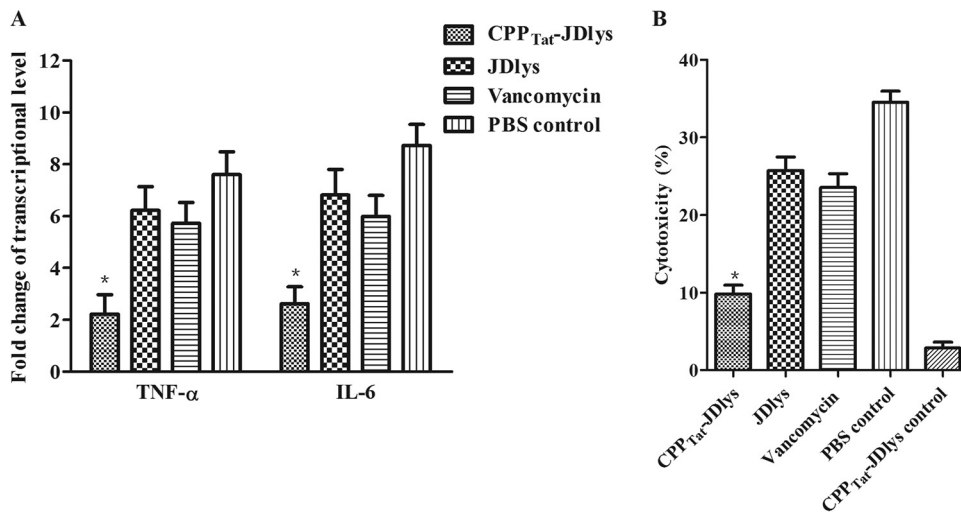 A
Fold change of transcriptional level
12
10
8
6
4
2
0
*
*
TNF-α
IL-6
CPPTat-JDlys
JDlys
Vancomycin
PBS control
B
Cytotoxicity (%)
40
30
20
10
0
*
CPPTat-JDlys
JDlys
Vancomycin
PBS control
CPPTat-JDlys control